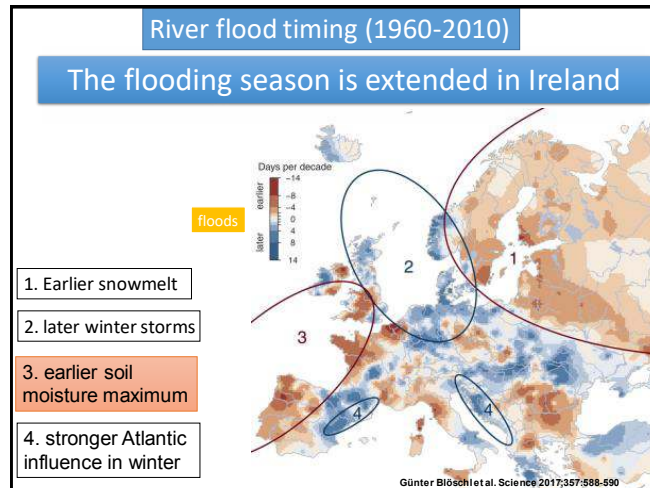 River flood timing (1960-2010)
The flooding season is extended in Ireland
Days per decade
earlier
later
-14
-8
-4
0
4
8
14
floods
1
2
3
4
4
1. Earlier snowmelt
2. later winter storms
3. earlier soil
moisture maximum
4. stronger Atlantic
influence in winter
Günter Blöschl et al. Science 2017;357:588-590